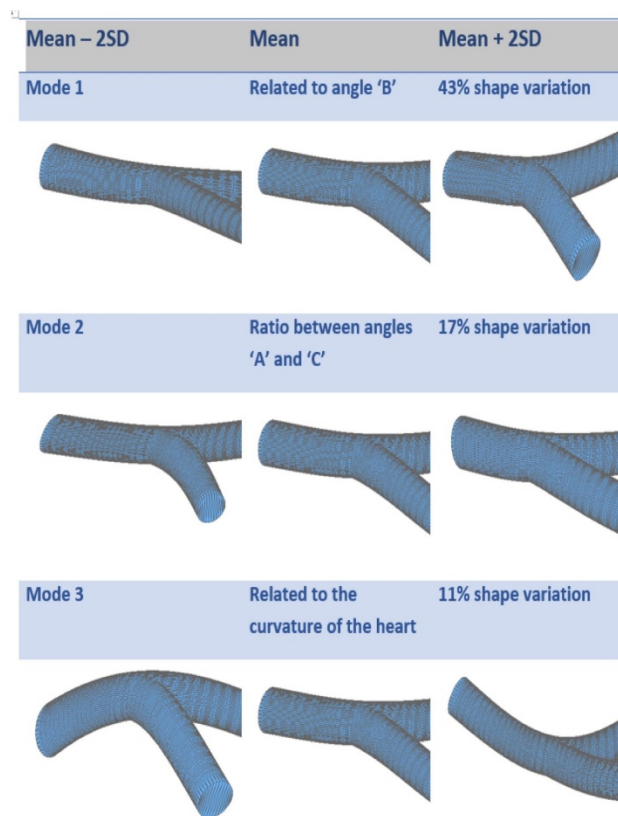 Mean – 2SD Mean Mean + 2SD
Mode 1 Related to angle ‘B’ 43% shape variation
Mode 2 Ratio between angles 17% shape variation
‘A’ and ‘C’
Mode 3 Related to the 11% shape variation
curvature of the heart